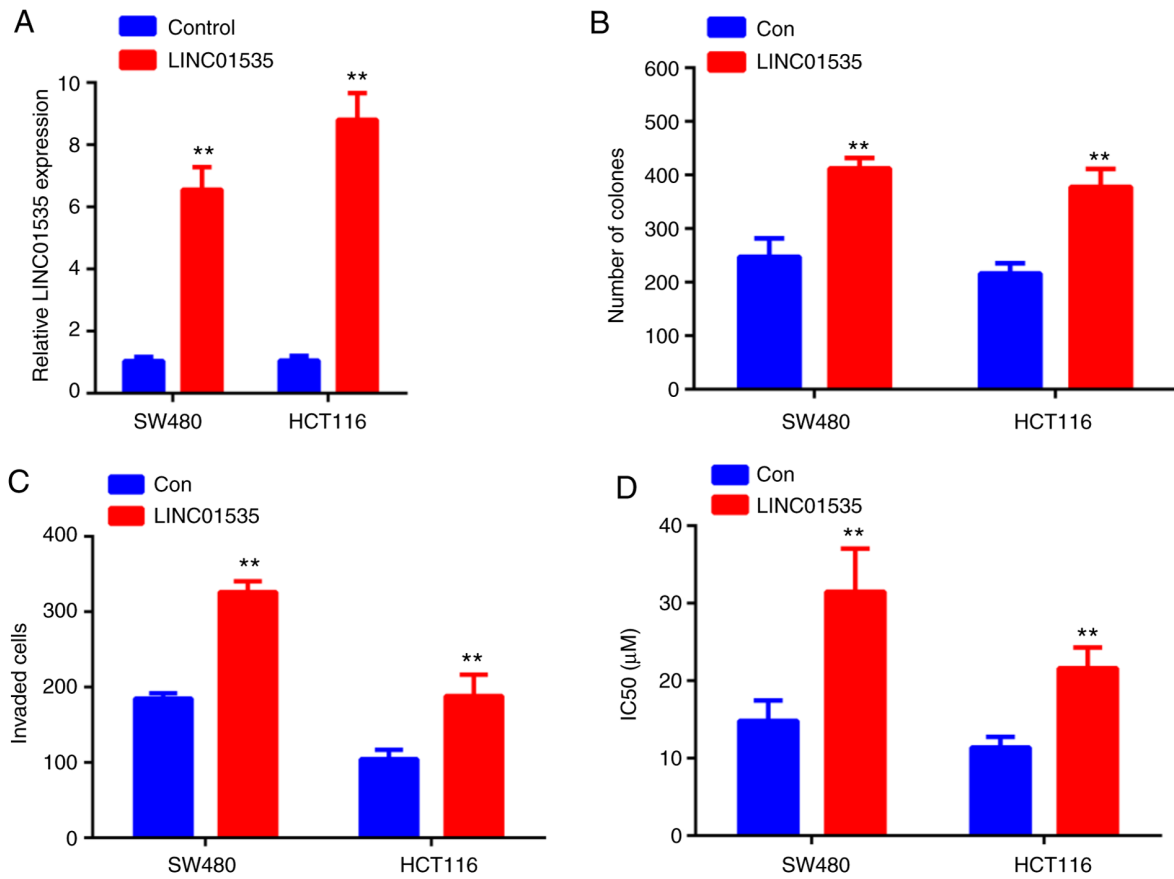 A
Control
LINC01535
Relative LINC01535 expression
10
8
6
4
2
0
**
**
SW480
HCT116
B
Con
LINC01535
Number of colones
600
500
400
300
200
100
0
**
**
SW480
HCT116
C
Con
LINC01535
Invaded cells
400
300
200
100
0
**
**
SW480
HCT116
D
Con
LINC01535
IC50 (μM)
40
30
20
10
0
**
**
SW480
HCT116